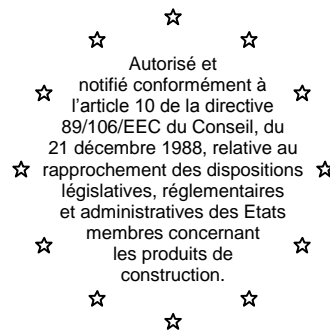 Autorisé et
notifié conformément à
l'article 10 de la directive
89/106/EEC du Conseil, du
21 décembre 1988, relative au
rapprochement des dispositions
législatives, réglementaires
et administratives des Etats
membres concernant
les produits de
construction.